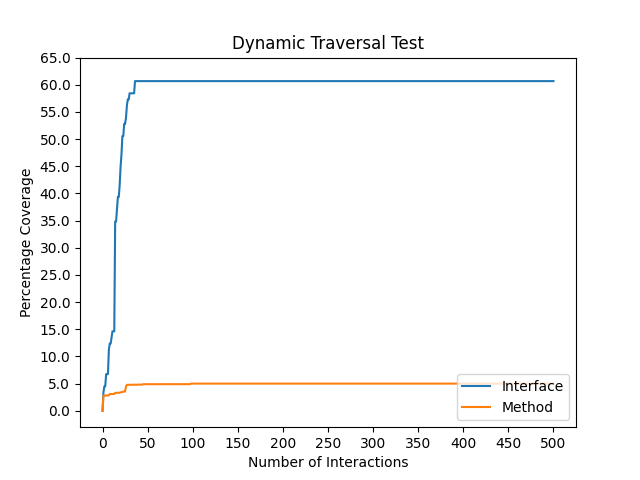 Dynamic Traversal Test
65.0
60.0
55.0
50.0
45.0
40.0
35.0
30.0
25.0
20.0
15.0
10.0
5.0
0.0
Percentage Coverage
Interface
Method
0 50 100 150 200 250 300 350 400 450 500
Number of Interactions